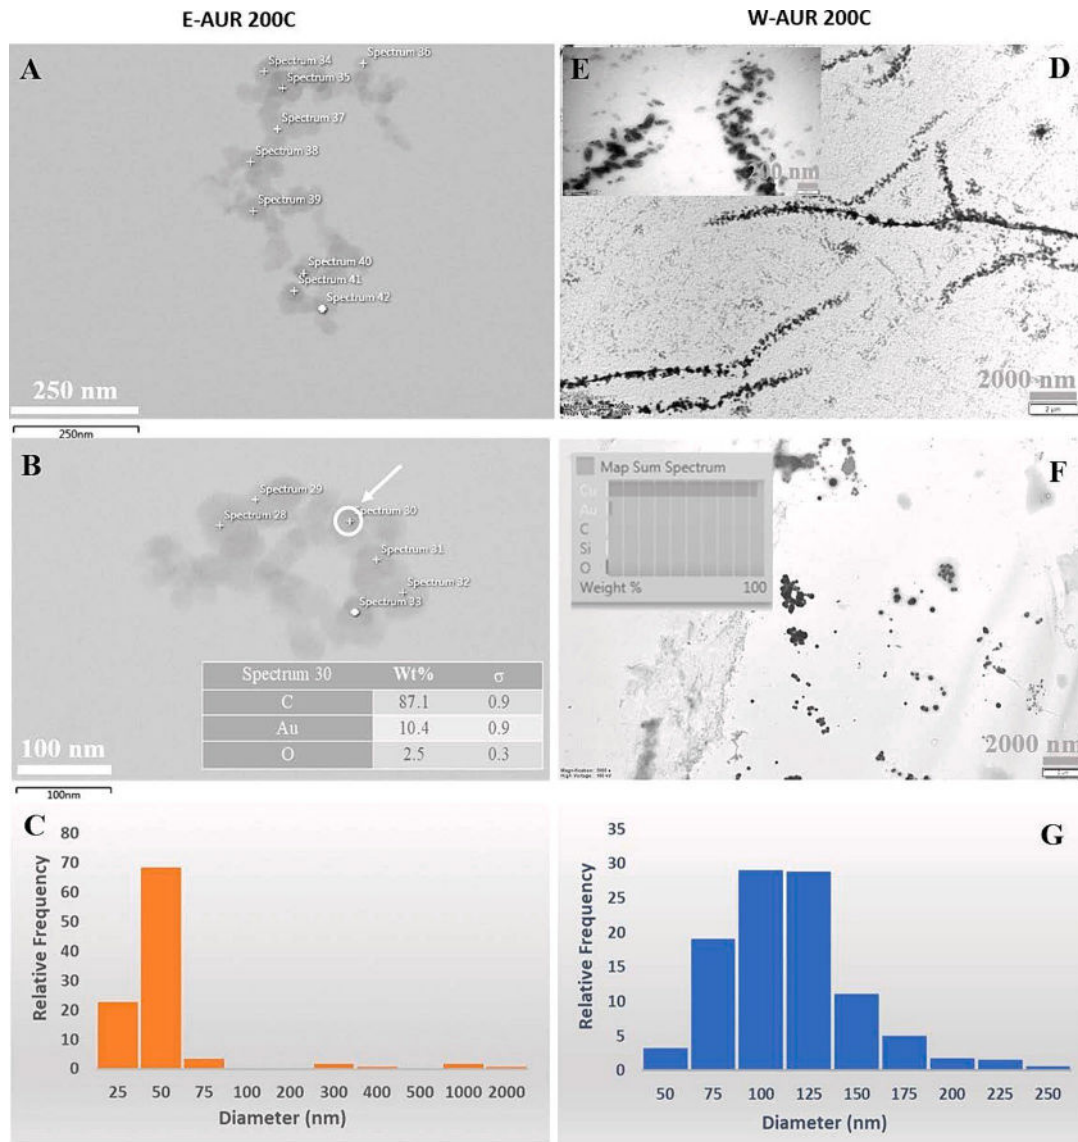 E-AUR 200C
W-AUR 200C
A
Spectrum 34
Spectrum 36
Spectrum 35
Spectrum 37
Spectrum 38
Spectrum 39
Spectrum 40
Spectrum 41
Spectrum 42
250 nm
250nm
E
D
2000 nm
2 µm
B
Spectrum 29
Spectrum 28
Spectrum 30
Spectrum 31
Spectrum 32
Spectrum 33
Spectrum 30 Wt% σ
C 87.1 0.9
Au 10.4 0.9
O 2.5 0.3
100 nm
100nm
F
Map Sum Spectrum
Cu
Au
C
Si
O
Weight % 100
2000 nm
C
80
70
60
50
40
30
20
10
0
Relative Frequency
25 50 75 100 200 300 400 500 1000 2000
Diameter (nm)
G
35
30
25
20
15
10
5
0
Relative Frequency
50 75 100 125 150 175 200 225 250
Diameter (nm)